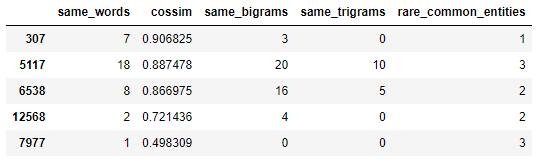 same_words cossim same_bigrams same_trigrams rare_common_entities
307 7 0.906825 3 0 1
5117 18 0.887478 20 10 3
6538 8 0.866975 16 5 2
12568 2 0.721436 4 0 2
7977 1 0.498309 0 0 3